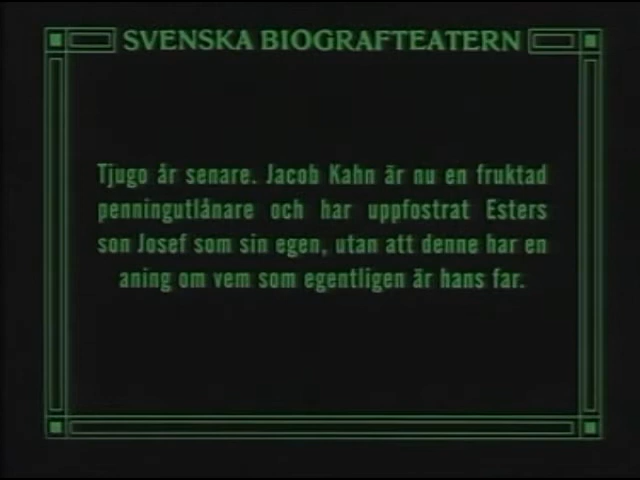 SVENSKA BIOGRAFTEATERN
Tjugo år senare. Jacob Kahn är nu en fruktad
penningutlånare och har uppfostrat Esters
son Josef som sin egen, utan att denne har en
aning om vem som egentligen är hans far.